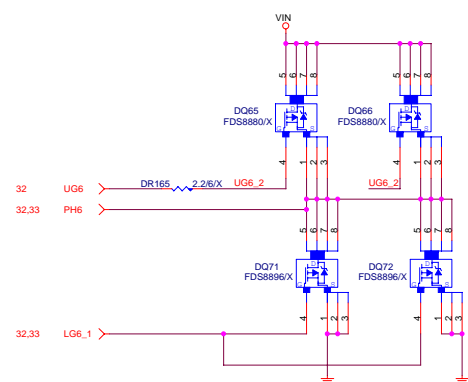 VIN
5 6 7 8 5 6 7 8
DQ65 DQ66
FDS8880/X FDS8880/X
D D
G S G S
4 1 2 3 4 1 2 3
32 UG6 DR165 2.2/6/X UG6_2 UG6_2
32,33 PH6
5 6 7 8 5 6 7 8
DQ71 DQ72
FDS8896/X FDS8896/X
D D
G S G S
4 1 2 3 4 1 2 3
32,33 LG6_1